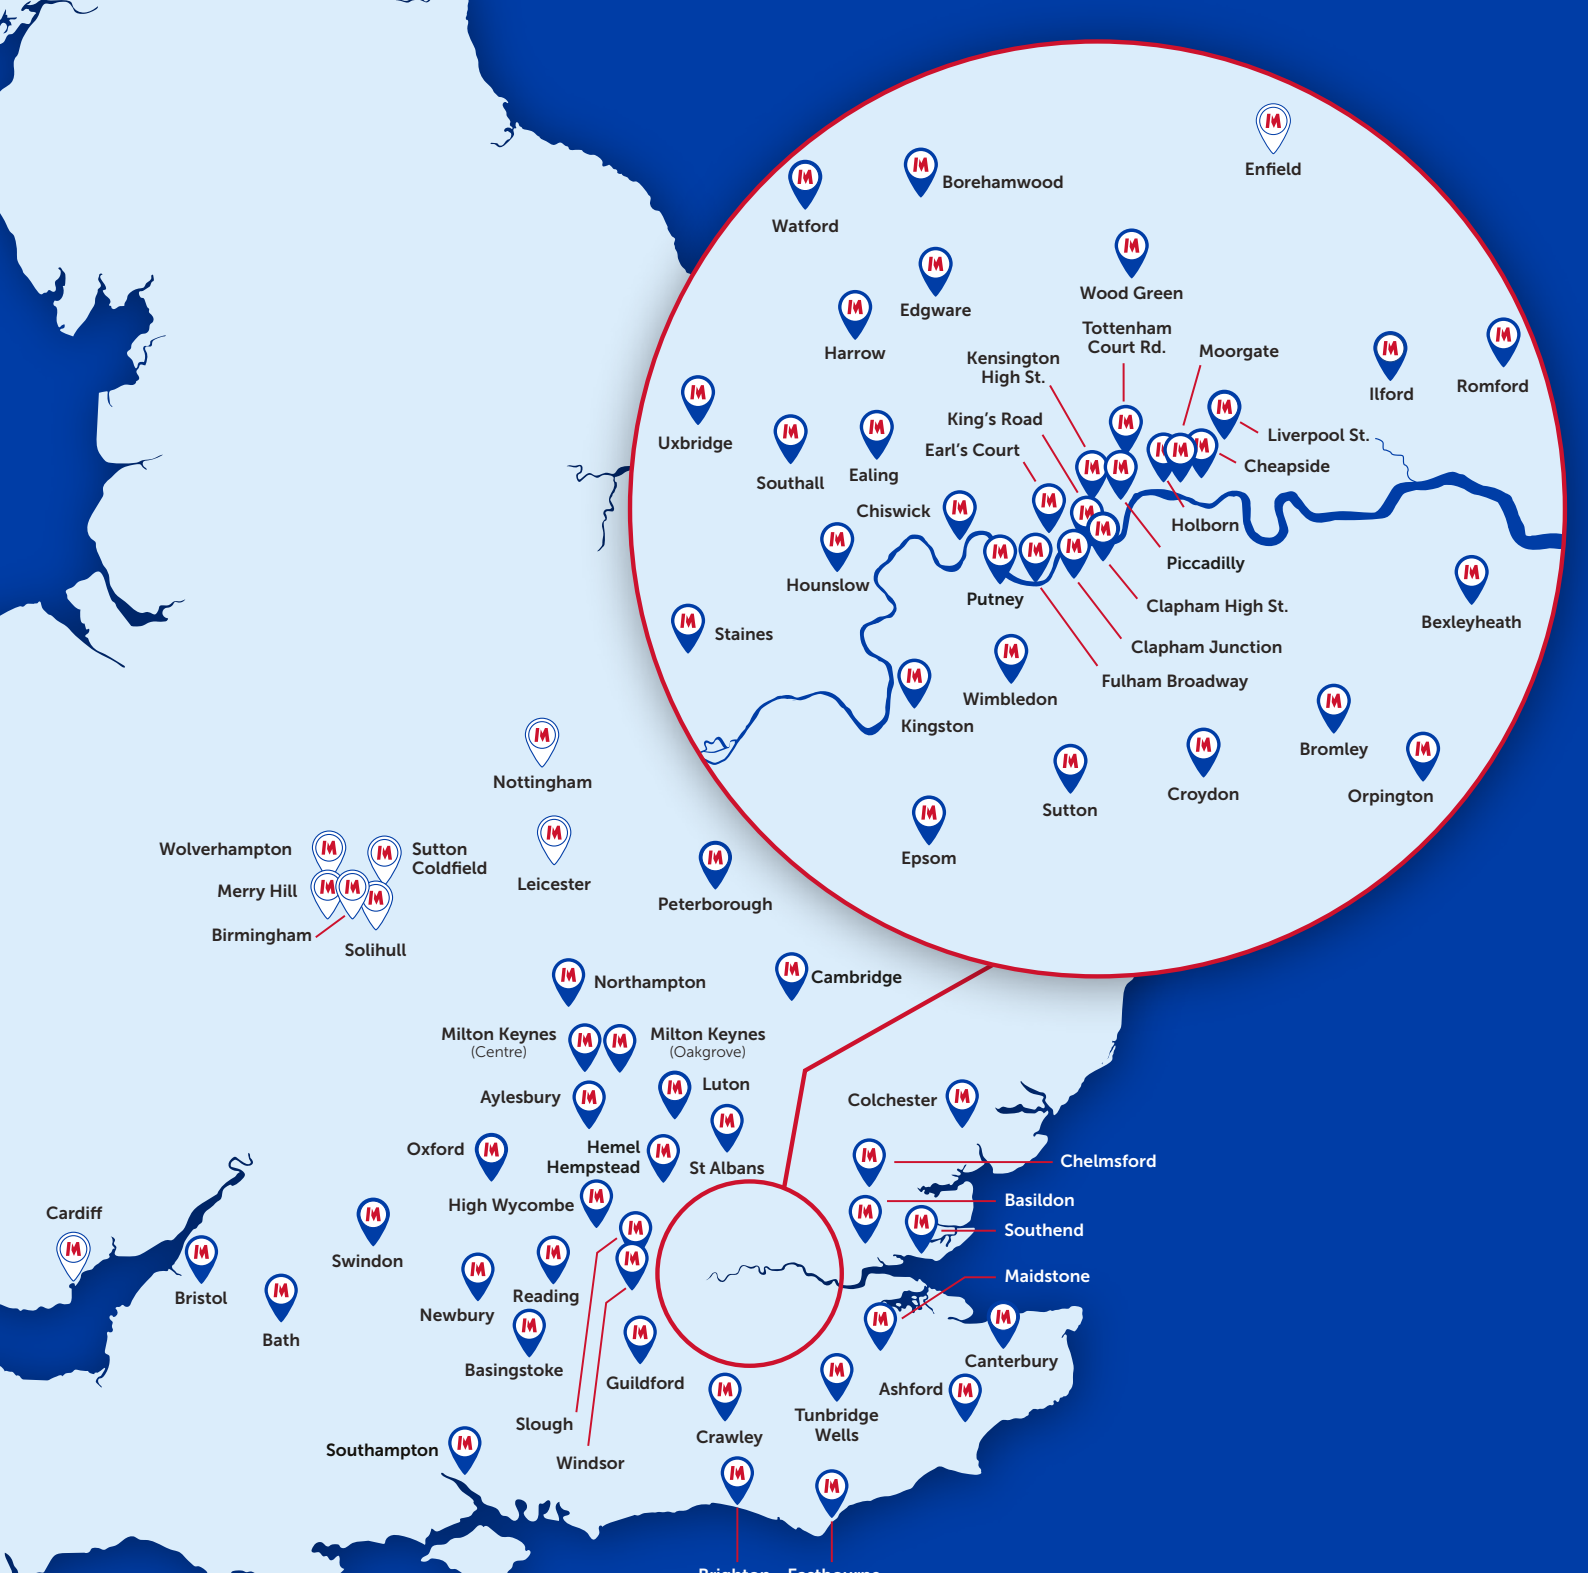 Enfield
Borehamwood
Watford
Wood Green
Edgware
Tottenham
Court Rd.
Harrow
Moorgate
Kensington
High St.
Ilford
Romford
King's Road
Uxbridge
Liverpool St.
Earl's Court
Cheapside
Southall
Ealing
Chiswick
Holborn
Piccadilly
Hounslow
Putney
Clapham High St.
Bexleyheath
Staines
Clapham Junction
Fulham Broadway
Wimbledon
Kingston
Bromley
Nottingham
Croydon
Orpington
Sutton
Wolverhampton
Sutton
Coldfield
Epsom
Leicester
Merry Hill
Peterborough
Birmingham
Solihull
Northampton
Cambridge
Milton Keynes
(Centre)
Milton Keynes
(Oakgrove)
Luton
Aylesbury
Colchester
Oxford
Hemel
Hempstead
St Albans
Chelmsford
High Wycombe
Basildon
Cardiff
Southend
Swindon
Maidstone
Bristol
Reading
Newbury
Bath
Canterbury
Basingstoke
Guildford
Ashford
Tunbridge
Wells
Slough
Crawley
Southampton
Windsor
Brighton
Eastbourne